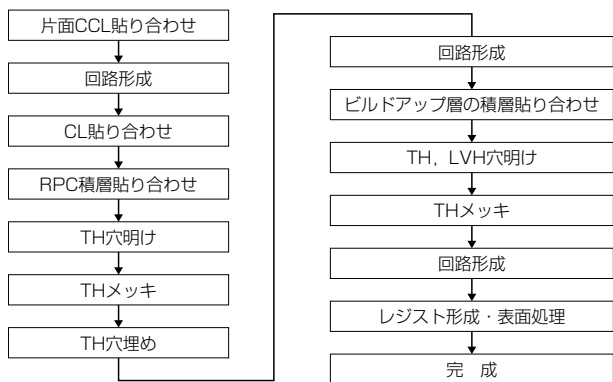 片面CCL貼り合わせ
回路形成
CL貼り合わせ
RPC積層貼り合わせ
TH穴明け
THメッキ
TH穴埋め
回路形成
ビルドアップ層の積層貼り合わせ
TH，LVH穴明け
THメッキ
回路形成
レジスト形成・表面処理
完　成